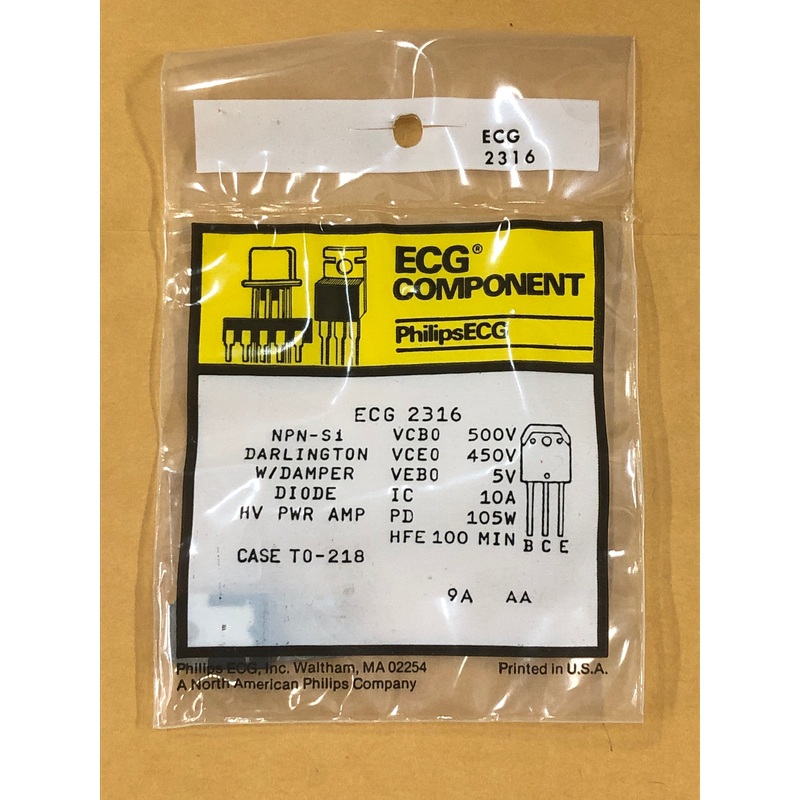 ECG
2316
ECG®
COMPONENT
PhilipsECG
ECG 2316
NPN-Si VCBO 500V
DARLINGTON VCEO 450V
W/DAMPER VEBO 5V
DIODE IC 10A
HV PWR AMP PD 105W
HFE 100 MIN
B C E
CASE TO-218
9A AA
Philips ECG, Inc. Waltham, MA 02254 Printed in U.S.A.
A North American Philips Company